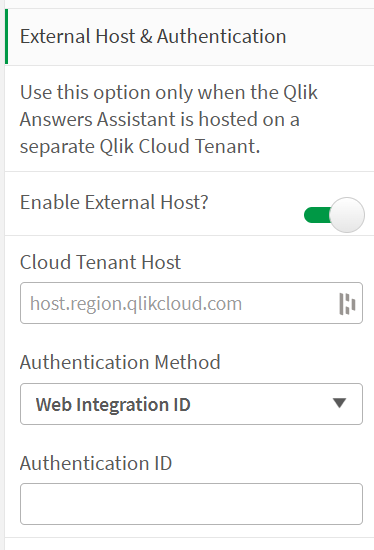 External Host & Authentication
Use this option only when the Qlik
Answers Assistant is hosted on a
separate Qlik Cloud Tenant.
Enable External Host?
Cloud Tenant Host
host.region.qlikcloud.com
Authentication Method
Web Integration ID
Authentication ID